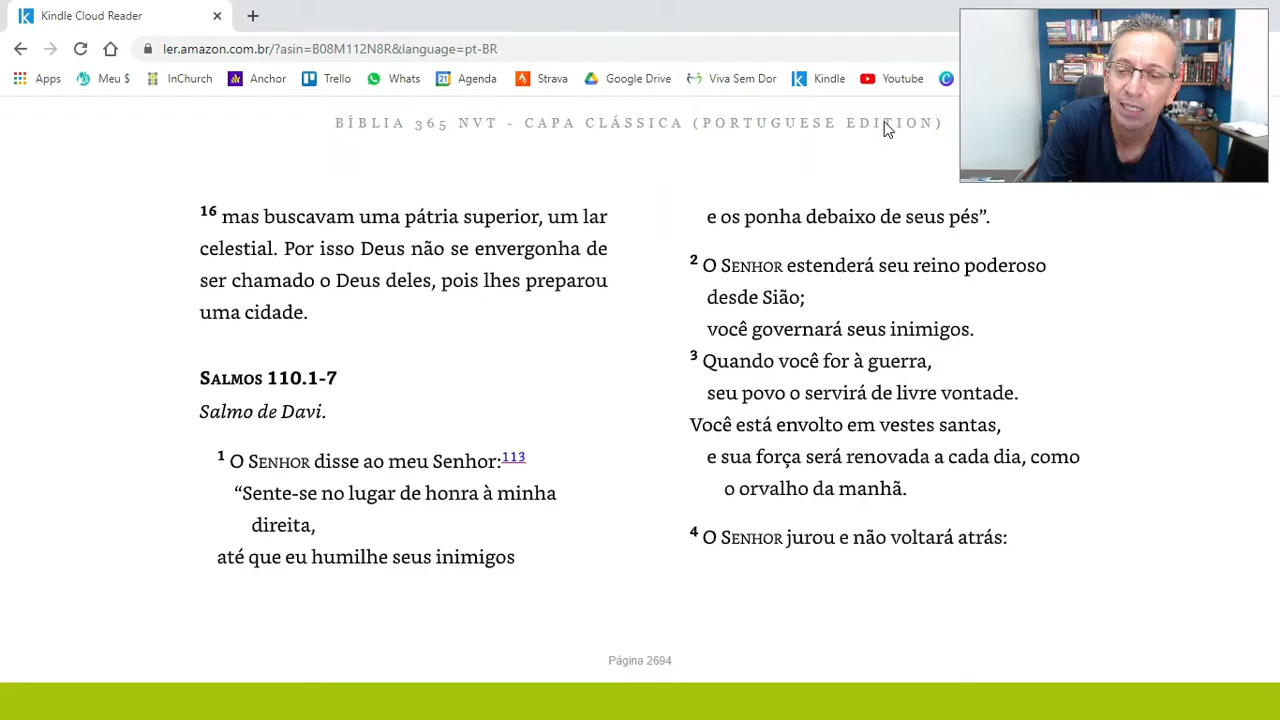 Kindle Cloud Reader
ler.amazon.com.br/?asin=B08M112N8R&language=pt-BR
Apps Meu $ InChurch Anchor Trello Whats Agenda Strava Google Drive Viva Sem Dor Kindle Youtube
BÍBLIA 365 NVT - CAPA CLÁSSICA (PORTUGUESE EDITION)
16 mas buscavam uma pátria superior, um lar
celestial. Por isso Deus não se envergonha de
ser chamado o Deus deles, pois lhes preparou
uma cidade.
SALMOS 110.1-7
Salmo de Davi.
1 O SENHOR disse ao meu Senhor:113
“Sente-se no lugar de honra à minha
direita,
até que eu humilhe seus inimigos
e os ponha debaixo de seus pés”.
2 O SENHOR estenderá seu reino poderoso
desde Sião;
você governará seus inimigos.
3 Quando você for à guerra,
seu povo o servirá de livre vontade.
Você está envolto em vestes santas,
e sua força será renovada a cada dia, como
o orvalho da manhã.
4 O SENHOR jurou e não voltará atrás:
Página 2694